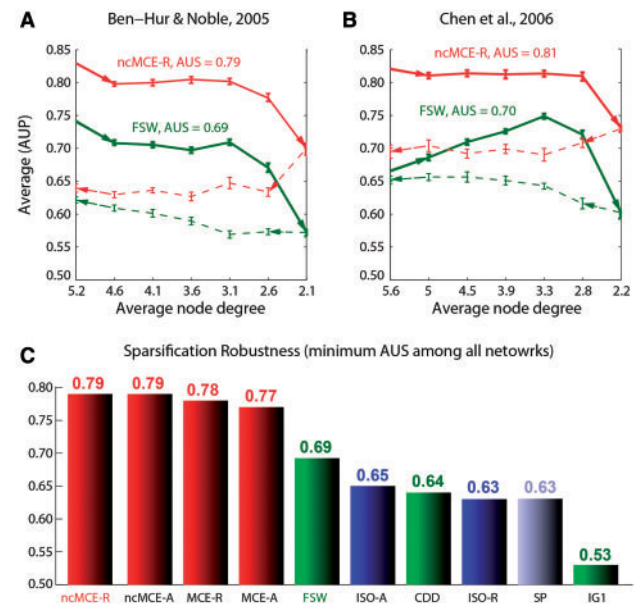 A
Ben–Hur & Noble, 2005
B
Chen et al., 2006
Average (AUP)
0.85
0.80
0.75
0.70
0.65
0.60
0.55
0.50
ncMCE-R, AUS = 0.79
FSW, AUS = 0.69
5.2 4.6 4.1 3.6 3.1 2.6 2.1
Average node degree
0.85
0.80
0.75
0.70
0.65
0.60
0.55
0.50
ncMCE-R, AUS = 0.81
FSW, AUS = 0.70
5.6 5 4.5 3.9 3.3 2.8 2.2
Average node degree
C
Sparsification Robustness (minimum AUS among all netowrks)
0.80
0.70
0.65
0.60
0.55
0.50
0.79 0.79 0.78 0.77 0.69 0.65 0.64 0.63 0.63 0.53
ncMCE-R ncMCE-A MCE-R MCE-A FSW ISO-A CDD ISO-R SP IG1